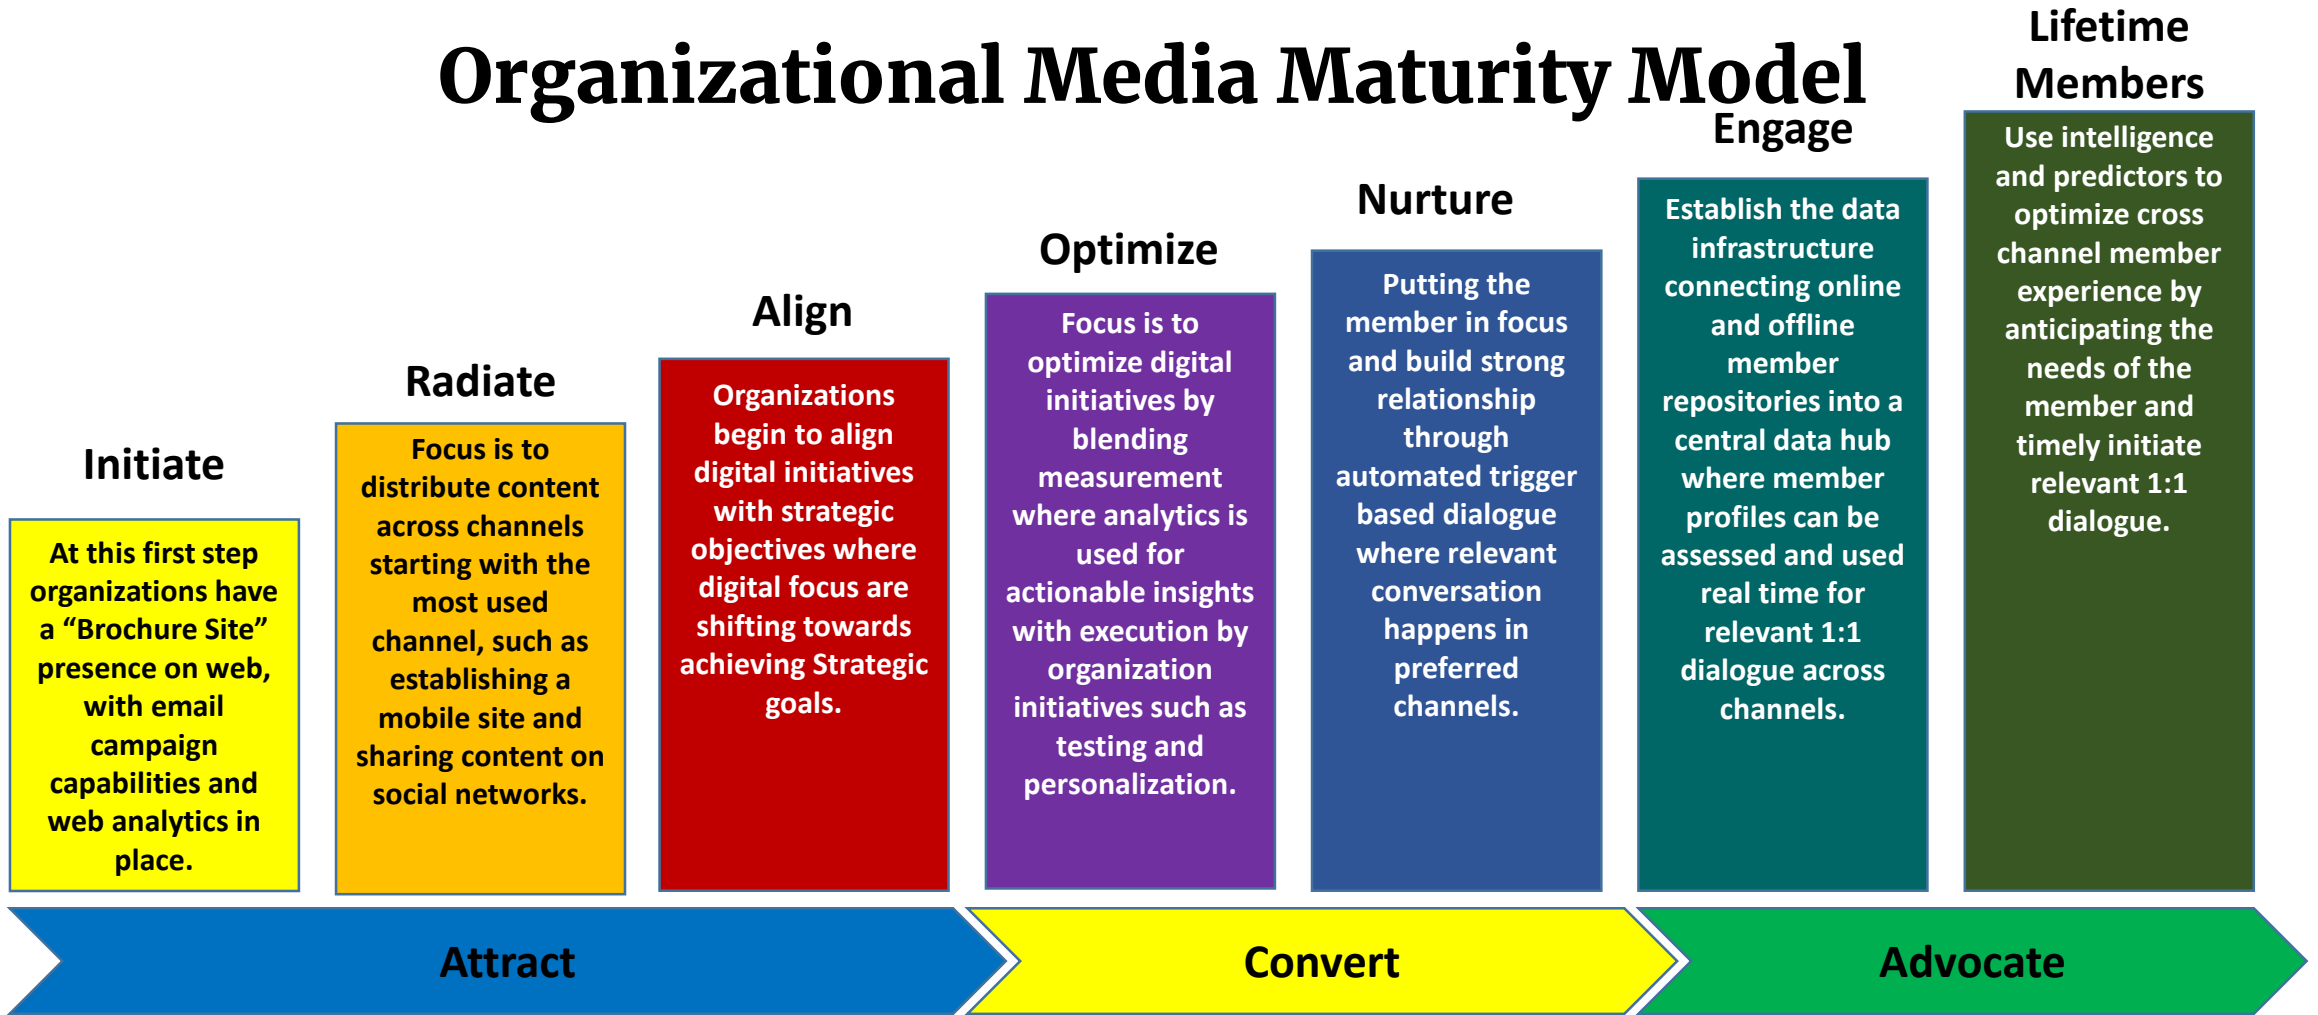 Organizational Media Maturity Model
Initiate
At this first step
organizations have
a “Brochure Site”
presence on web,
with email
campaign
capabilities and
web analytics in
place.
Radiate
Focus is to
distribute content
across channels
starting with the
most used
channel, such as
establishing a
mobile site and
sharing content on
social networks.
Align
Organizations
begin to align
digital initiatives
with strategic
objectives where
digital focus are
shifting towards
achieving Strategic
goals.
Optimize
Focus is to
optimize digital
initiatives by
blending
measurement
where analytics is
used for
actionable insights
with execution by
organization
initiatives such as
testing and
personalization.
Nurture
Putting the
member in focus
and build strong
relationship
through
automated trigger
based dialogue
where relevant
conversation
happens in
preferred
channels.
Engage
Establish the data
infrastructure
connecting online
and offline
member
repositories into a
central data hub
where member
profiles can be
assessed and used
real time for
relevant 1:1
dialogue across
channels.
Lifetime
Members
Use intelligence
and predictors to
optimize cross
channel member
experience by
anticipating the
needs of the
member and
timely initiate
relevant 1:1
dialogue.
Attract
Convert
Advocate